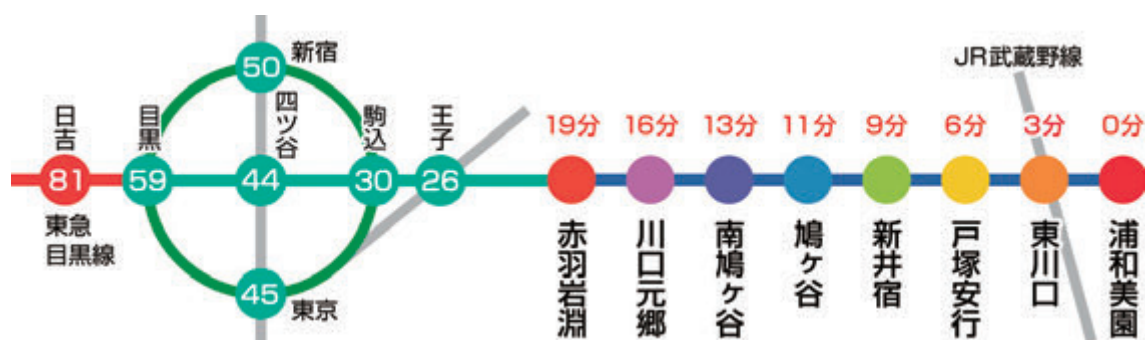 50
新宿
日吉
目黒
四ツ谷
駒込
王子
81
59
44
30
26
東急
目黒線
45
東京
JR武蔵野線
19分
16分
13分
11分
9分
6分
3分
0分
赤羽岩淵
川口元郷
南鳩ヶ谷
鳩ヶ谷
新井宿
戸塚安行
東川口
浦和美園